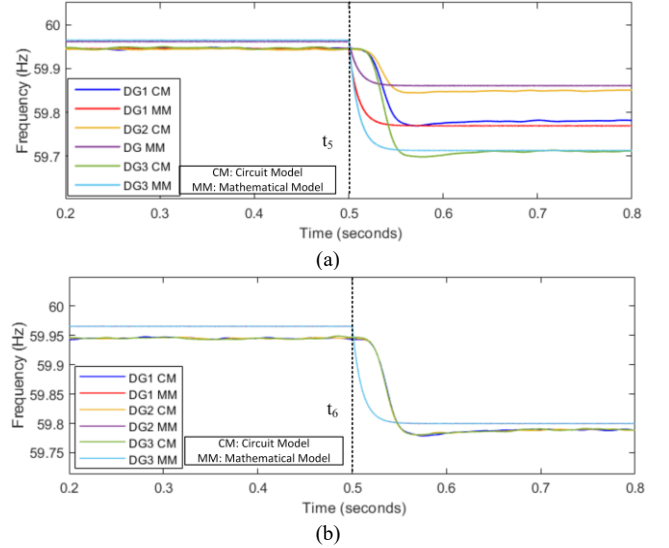 60
59.9
59.8
59.7
Frequency (Hz)
DG1 CM
DG1 MM
DG2 CM
DG MM
DG3 CM
DG3 MM
t5
CM: Circuit Model
MM: Mathematical Model
0.2 0.3 0.4 0.5 0.6 0.7 0.8
Time (seconds)
(a)
60
59.95
59.9
59.85
59.8
59.75
Frequency (Hz)
DG1 CM
DG1 MM
DG2 CM
DG2 MM
DG3 CM
DG3 MM
t6
CM: Circuit Model
MM: Mathematical Model
0.2 0.3 0.4 0.5 0.6 0.7 0.8
Time (seconds)
(b)